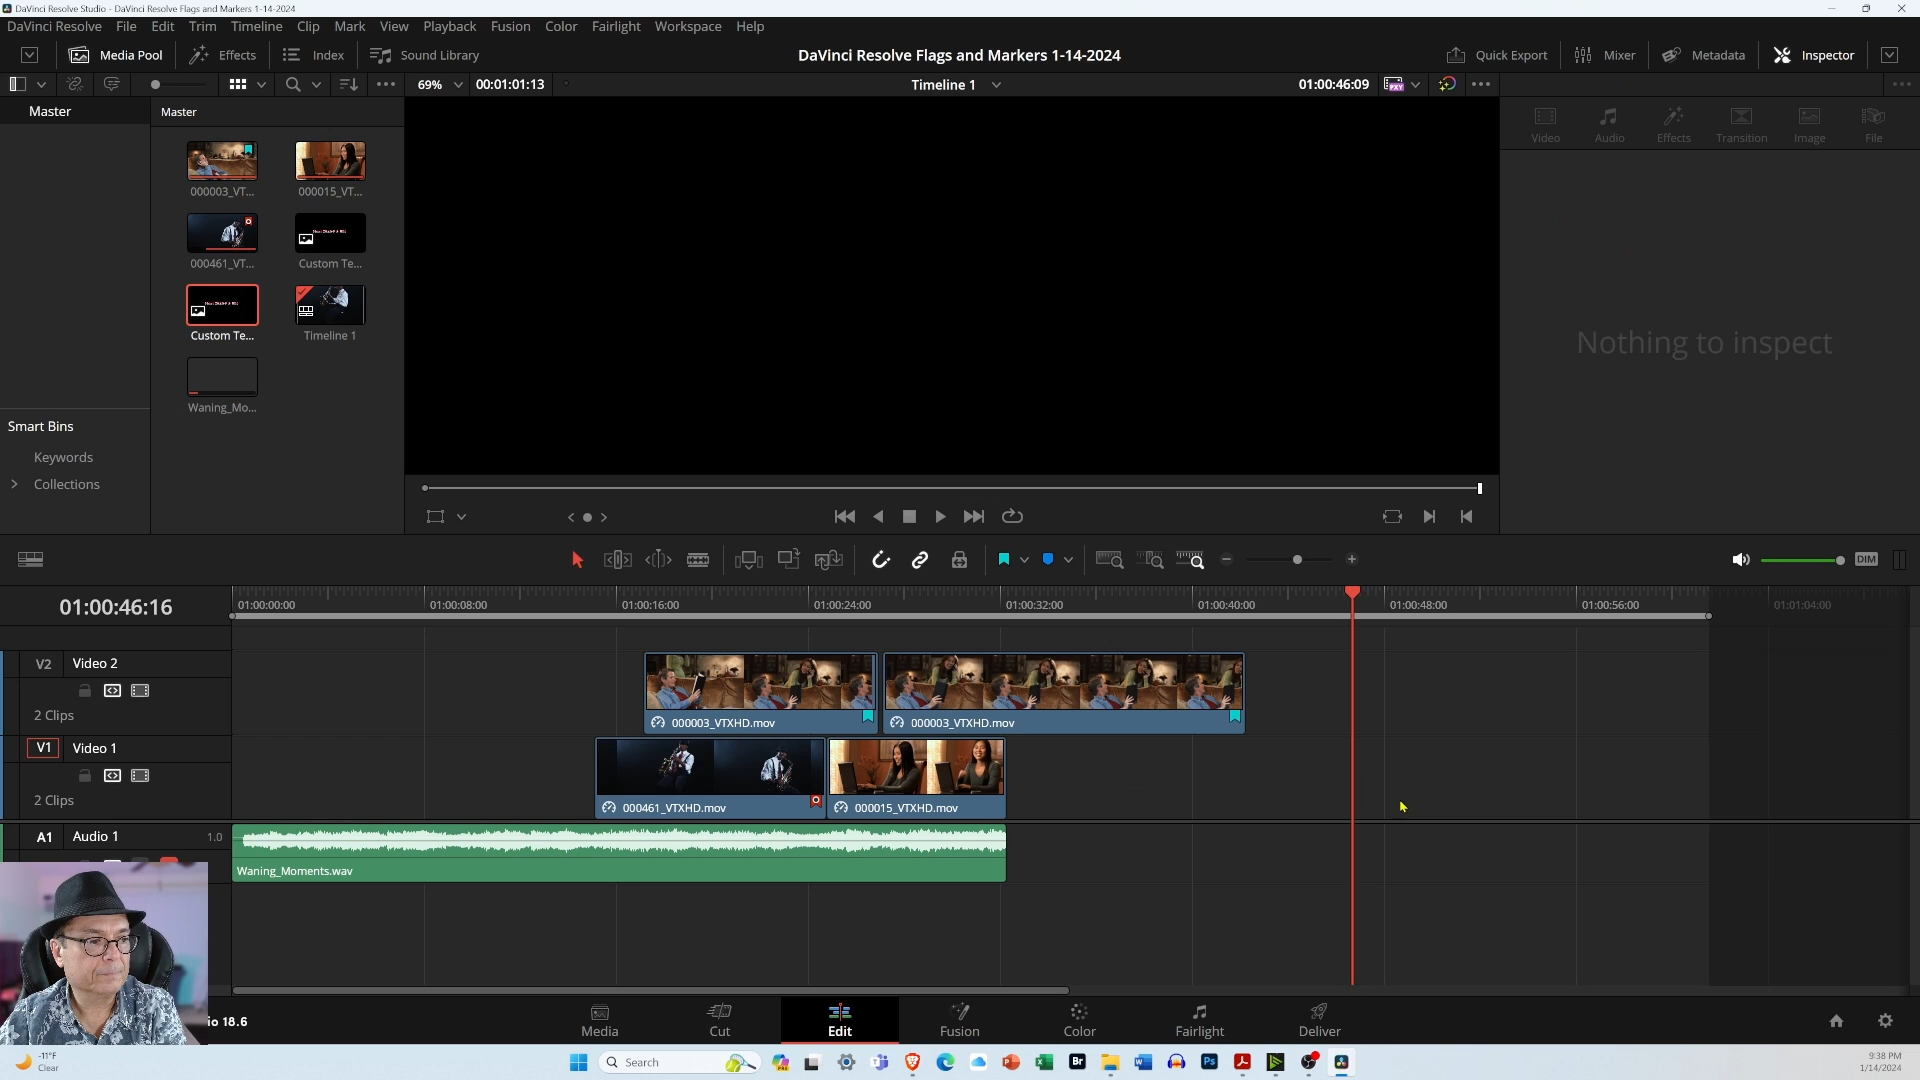 DaVinci Resolve Studio - DaVinci Resolve Flags and Markers 1-14-2024
DaVinci Resolve File Edit Trim Timeline Clip Mark View Playback Fusion Color Fairlight Workspace Help
Media Pool Effects Index Sound Library DaVinci Resolve Flags and Markers 1-14-2024 Quick Export Mixer Metadata Inspector
69% 00:01:01:13 Timeline 1 01:00:46:09 PXY
Master Master
Video Audio Effects Transition Image File
000003_VT... 000015_VT...
000461_VT... Custom Te...
Custom Te... Timeline 1
Waning_Mo...
Nothing to inspect
Smart Bins
Keywords
Collections
DIM
01:00:46:16
01:00:00:00 01:00:08:00 01:00:16:00 01:00:24:00 01:00:32:00 01:00:40:00 01:00:48:00 01:00:56:00 01:01:04:00
V2 Video 2
2 Clips
000003_VTXHD.mov 000003_VTXHD.mov
V1 Video 1
2 Clips
000461_VTXHD.mov 000015_VTXHD.mov
A1 Audio 1 1.0
Waning_Moments.wav
io 18.6
Media Cut Edit Fusion Color Fairlight Deliver
-11°F
Clear
Search
Br
Ps
9:38 PM
1/14/2024